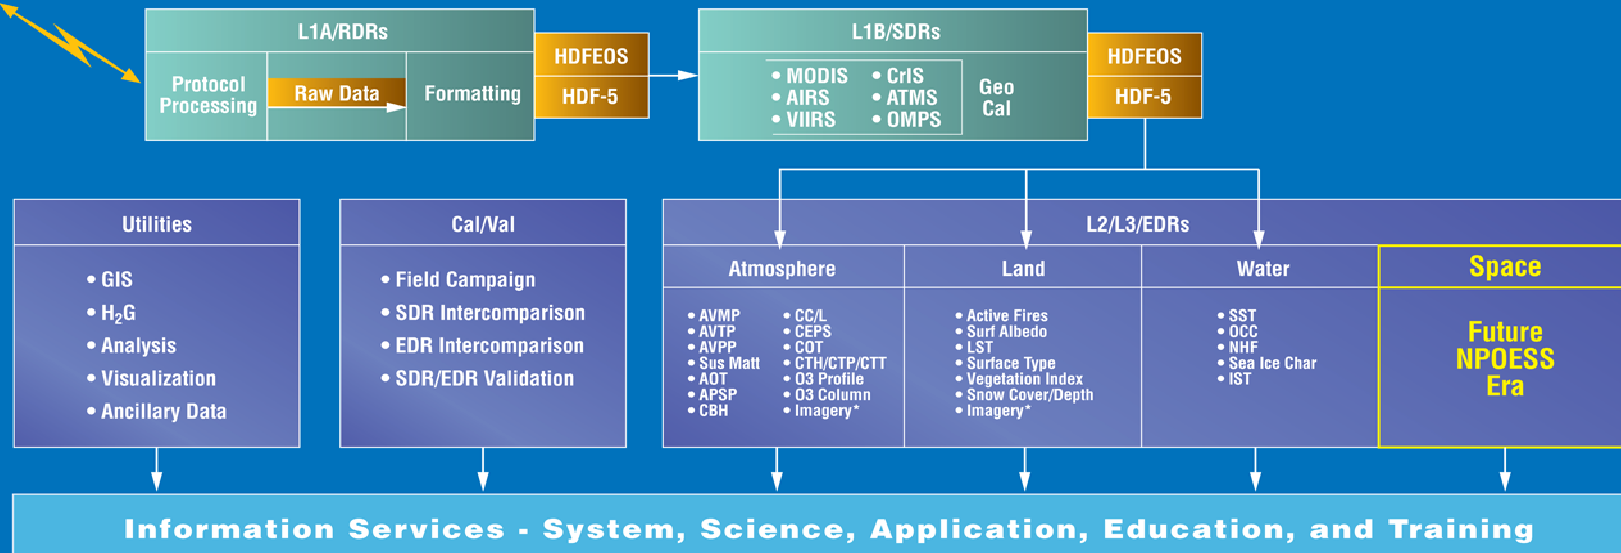 L1A/RDRs
Protocol
Processing
Raw Data
Formatting
HDFEOS
HDF-5
L1B/SDRs
• MODIS
• AIRS
• VIIRS
• CrIS
• ATMS
• OMPS
Geo
Cal
HDFEOS
HDF-5
Utilities
• GIS
• H₂G
• Analysis
• Visualization
• Ancillary Data
Cal/Val
• Field Campaign
• SDR Intercomparison
• EDR Intercomparison
• SDR/EDR Validation
L2/L3/EDRs
Atmosphere
• AVMP
• AVTP
• AVPP
• Sus Matt
• AOT
• APSP
• CBH
• CC/L
• CEPS
• COT
• CTH/CTP/CTT
• O3 Profile
• O3 Column
• Imagery*
Land
• Active Fires
• Surf Albedo
• LST
• Surface Type
• Vegetation Index
• Snow Cover/Depth
• Imagery*
Water
• SST
• OCC
• NHF
• Sea Ice Char
• IST
Space
Future
NPOESS
Era
Information Services - System, Science, Application, Education, and Training